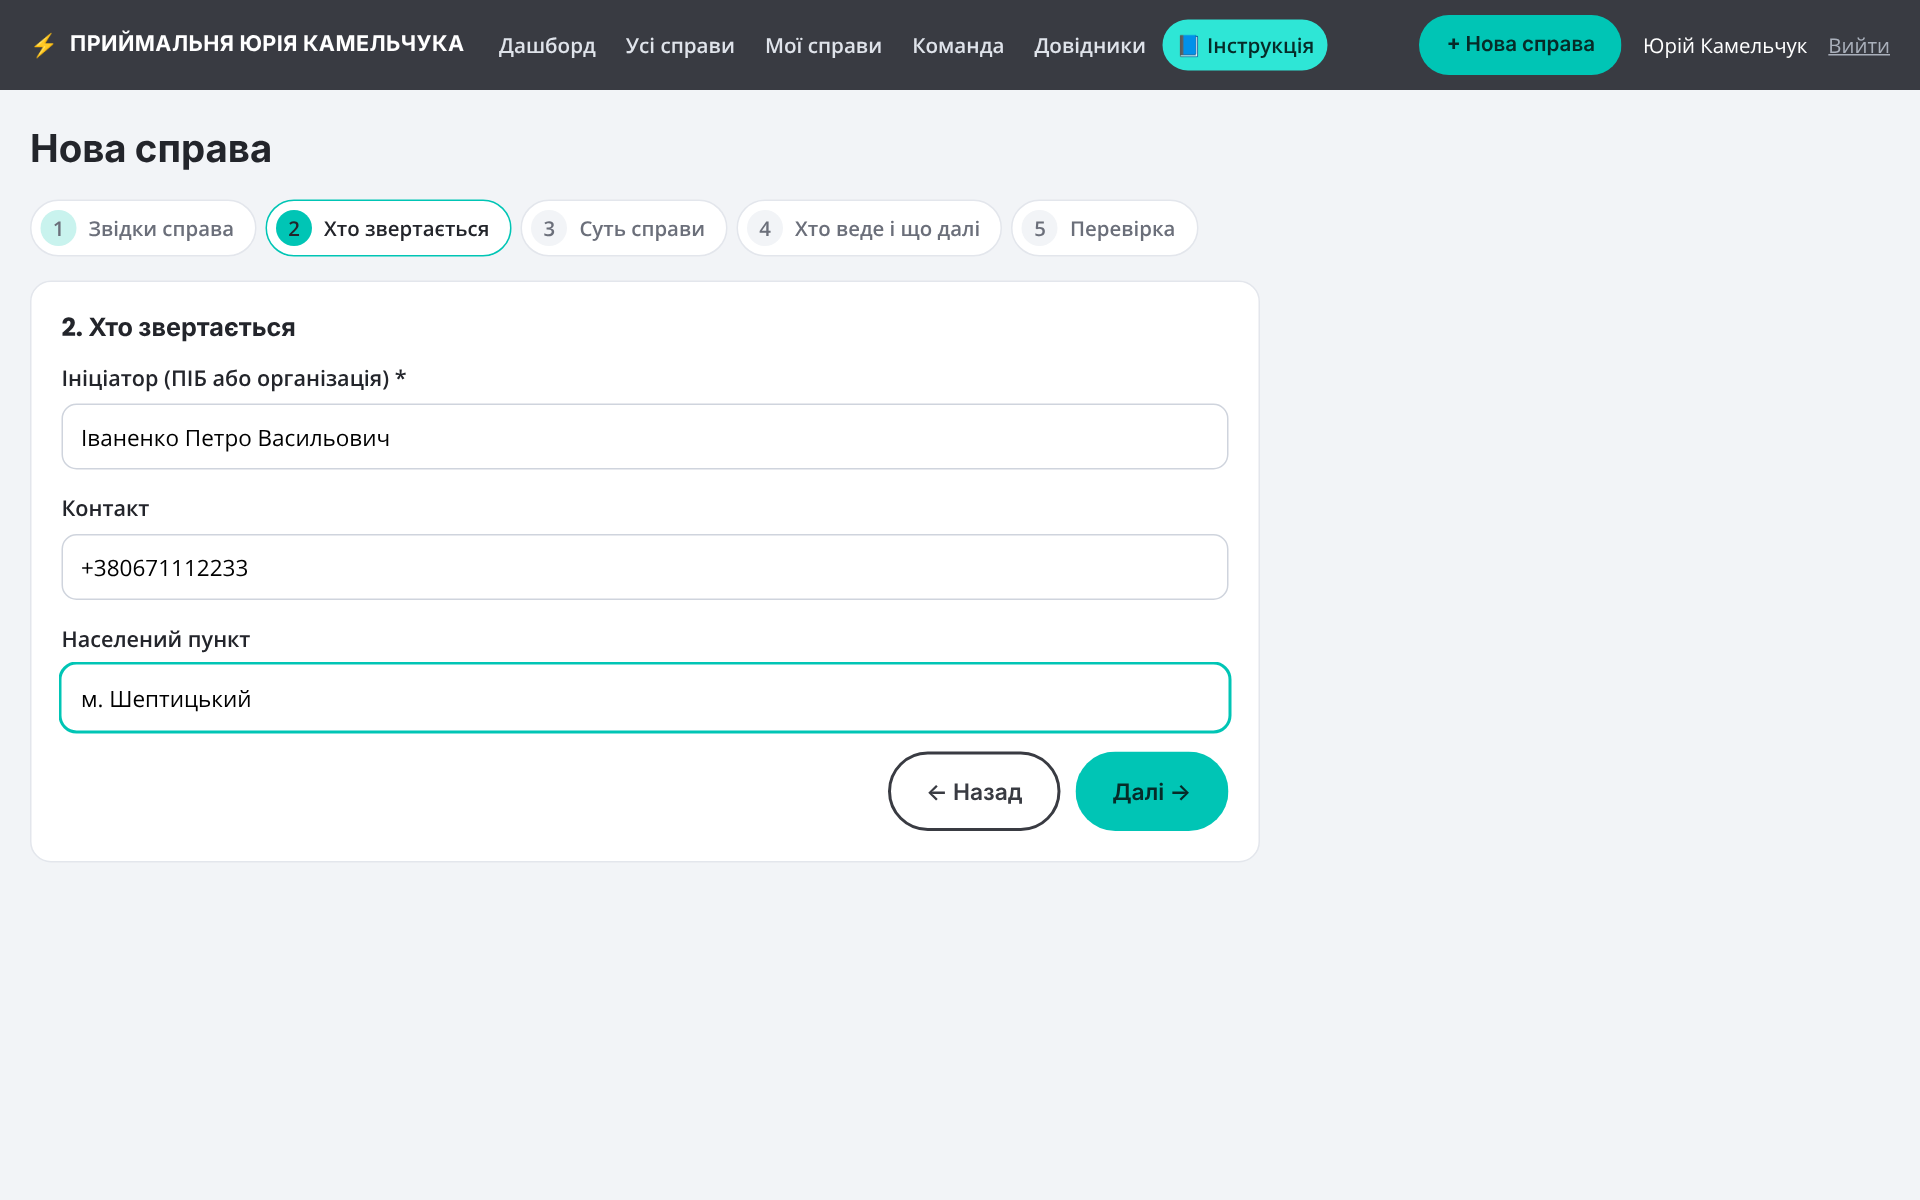 ⚡ ПРИЙМАЛЬНЯ ЮРІЯ КАМЕЛЬЧУКА Дашборд Усі справи Мої справи Команда Довідники 📘 Інструкція + Нова справа Юрій Камельчук Вийти
Нова справа
1 Звідки справа 2 Хто звертається 3 Суть справи 4 Хто веде і що далі 5 Перевірка
2. Хто звертається
Ініціатор (ПІБ або організація) *
Іваненко Петро Васильович
Контакт
+380671112233
Населений пункт
м. Шептицький
← Назад Далі →